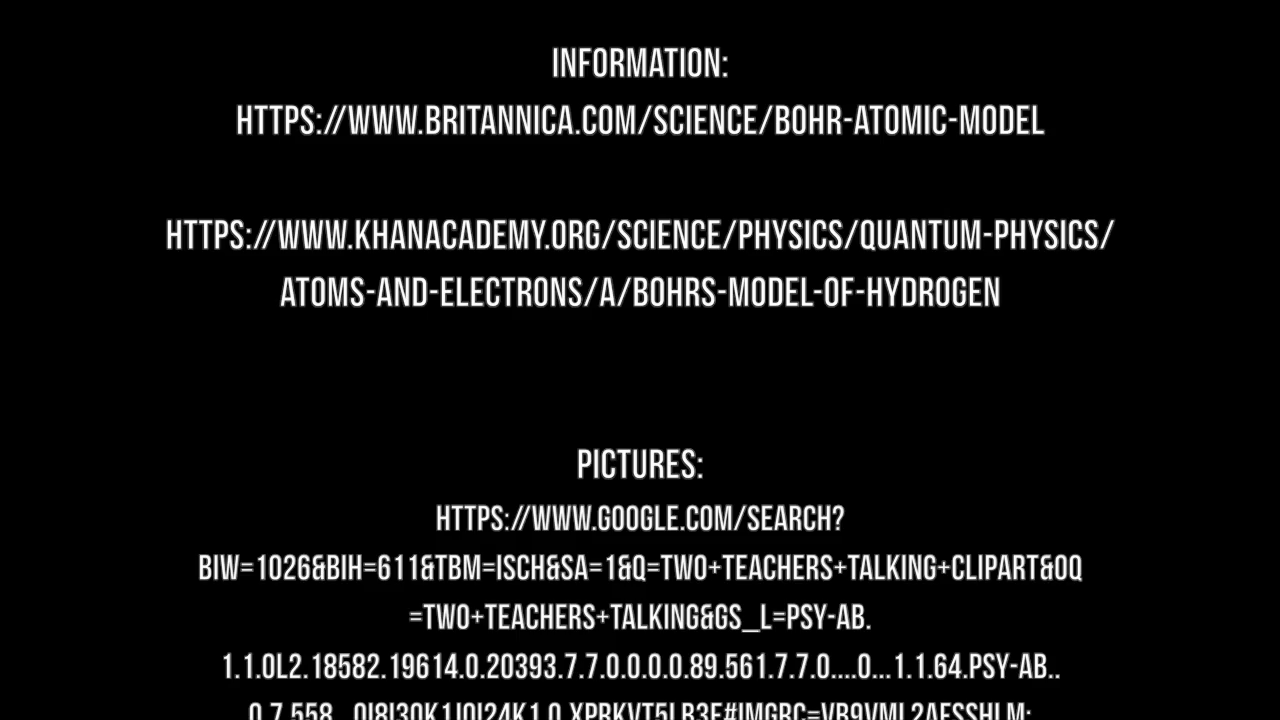 INFORMATION:
HTTPS://WWW.BRITANNICA.COM/SCIENCE/BOHR-ATOMIC-MODEL
HTTPS://WWW.KHANACADEMY.ORG/SCIENCE/PHYSICS/QUANTUM-PHYSICS/
ATOMS-AND-ELECTRONS/A/BOHRS-MODEL-OF-HYDROGEN
PICTURES:
HTTPS://WWW.GOOGLE.COM/SEARCH?
BIW=1026&BIH=611&TBM=ISCH&SA=1&Q=TWO+TEACHERS+TALKING+CLIPART&OQ
=TWO+TEACHERS+TALKING&GS_L=PSY-AB.
1.1.0L2.18582.19614.0.20393.7.7.0.0.0.0.89.561.7.7.0....0...1.1.64.PSY-AB..